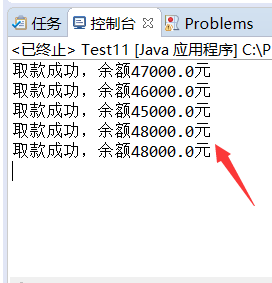 任务 控制台 Problems
<已终止> Test11 [Java 应用程序] C:\P
取款成功，余额47000.0元
取款成功，余额46000.0元
取款成功，余额45000.0元
取款成功，余额48000.0元
取款成功，余额48000.0元